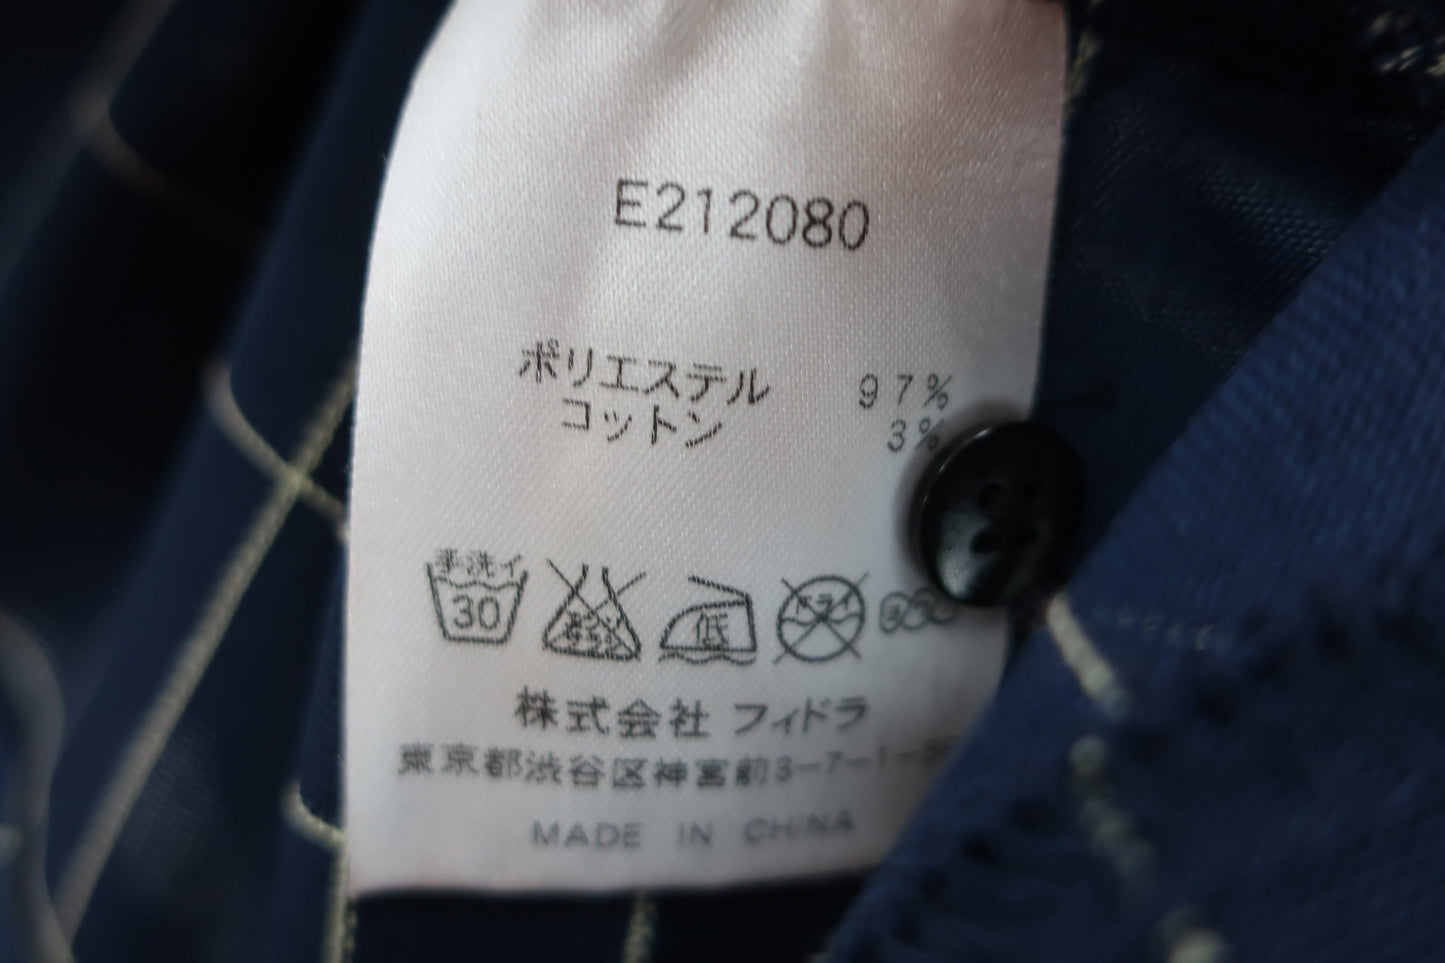 E212080
ポリエステル 97%
コットン 3%
手洗イ
30
低
ドライ
株式会社 フィドラ
東京都渋谷区神宮前3-7-1-
MADE IN CHINA